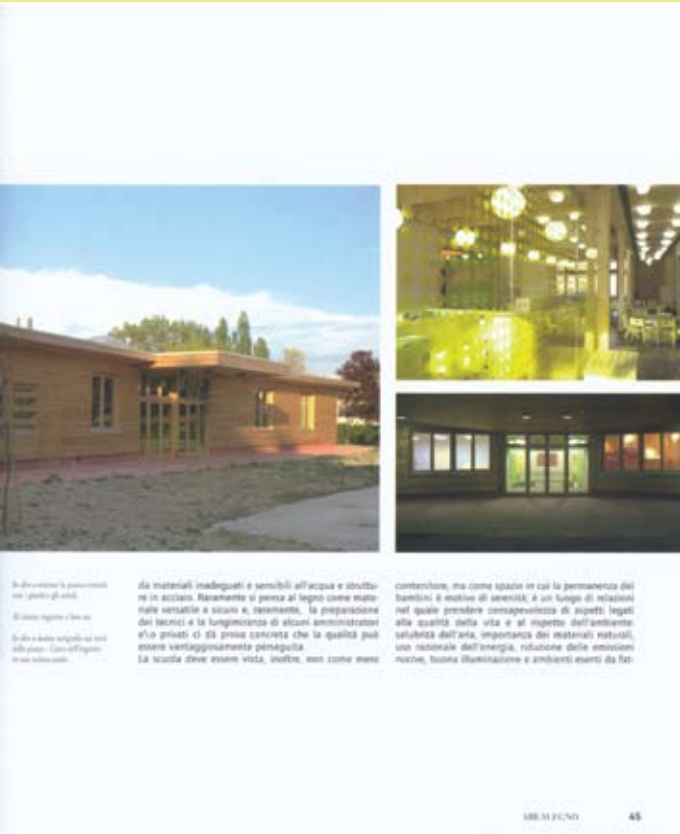 In alto
da materiali inadeguati e sensibili all'acqua e struttu-
re in acciaio. Raramente si pensa al legno come mate-
riale versatile e sicuro e, raramente, la preparazione
dei tecnici e la lungimiranza di alcuni amministratori
e\o privati ci dà prova concreta che la qualità può
essere vantaggiosamente perseguita.
La scuola deve essere vista, inoltre, non come mero
contenitore, ma come spazio in cui la permanenza dei
bambini è motivo di serenità; è un luogo di relazioni
nel quale prendere consapevolezza di aspetti legati
alla qualità della vita e al rispetto dell'ambiente:
salubrità dell'aria, importanza dei materiali naturali,
uso razionale dell'energia, riduzione delle emissioni
nocive, buona illuminazione e ambienti esenti da fat-
45